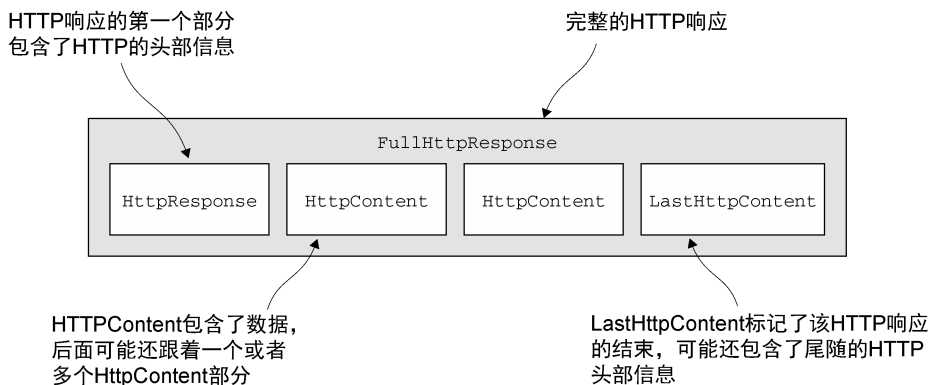 HTTP响应的第一个部分
包含了HTTP的头部信息
完整的HTTP响应
FullHttpResponse
HttpResponse
HttpContent
HttpContent
LastHttpContent
HTTPContent包含了数据，
后面可能还跟着一个或者
多个HttpContent部分
LastHttpContent标记了该HTTP响应
的结束，可能还包含了尾随的HTTP
头部信息